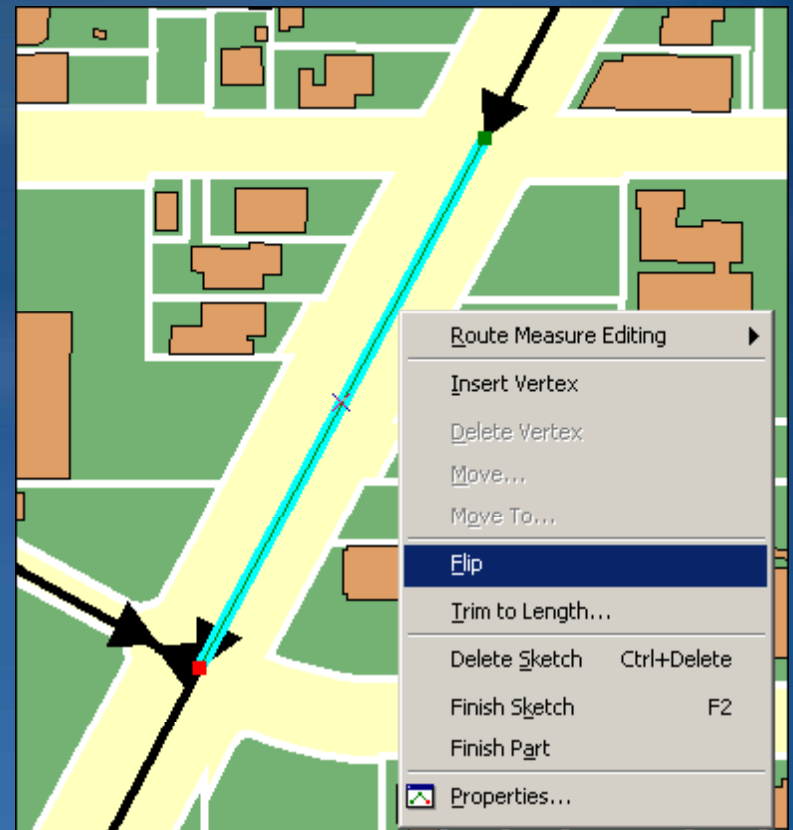 Route Measure Editing
Insert Vertex
Delete Vertex
Move...
Move To...
Flip
Trim to Length...
Delete Sketch Ctrl+Delete
Finish Sketch F2
Finish Part
Properties...